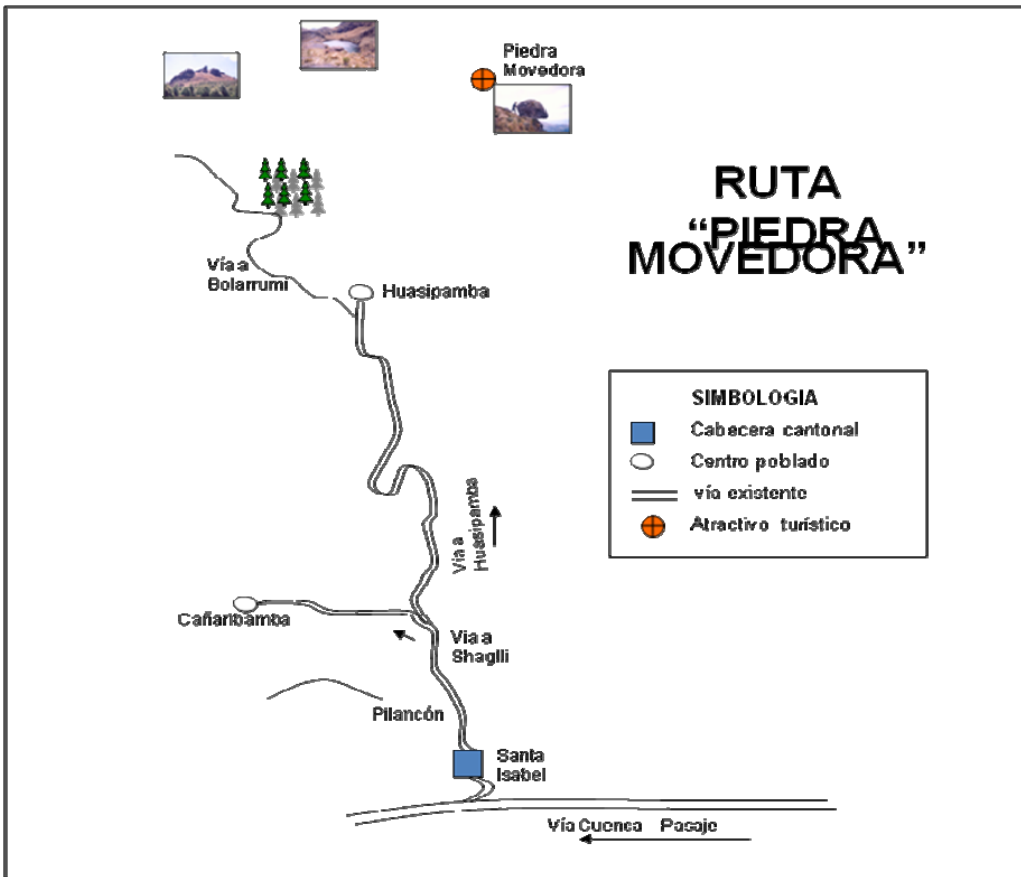 Piedra
Movedora
RUTA
“PIEDRA
MOVEDORA”
Vía a
Bolarrumi
Huasipamba
SIMBOLOGIA
Cabecera cantonal
Centro poblado
vía existente
Atractivo turístico
Vía a
Huasipamba
Cañaribamba
Via a
Shaglli
Pilancón
Santa
Isabel
Vía Cuenca Pasaje